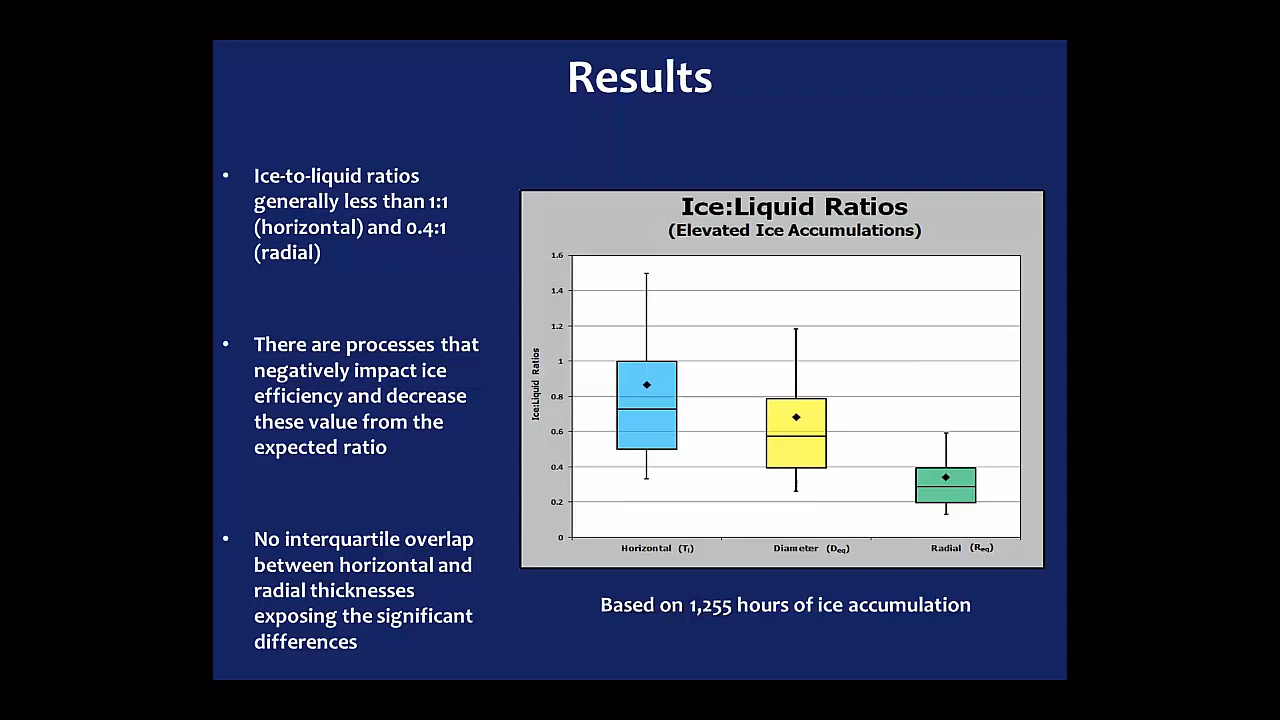 Results
• Ice-to-liquid ratios
generally less than 1:1
(horizontal) and 0.4:1
(radial)
• There are processes that
negatively impact ice
efficiency and decrease
these value from the
expected ratio
• No interquartile overlap
between horizontal and
radial thicknesses
exposing the significant
differences
Ice:Liquid Ratios
(Elevated Ice Accumulations)
Ice:Liquid Ratios
1.6
1.4
1.2
1
0.8
0.6
0.4
0.2
0
Horizontal (Ti) Diameter (Deq) Radial (Req)
Based on 1,255 hours of ice accumulation